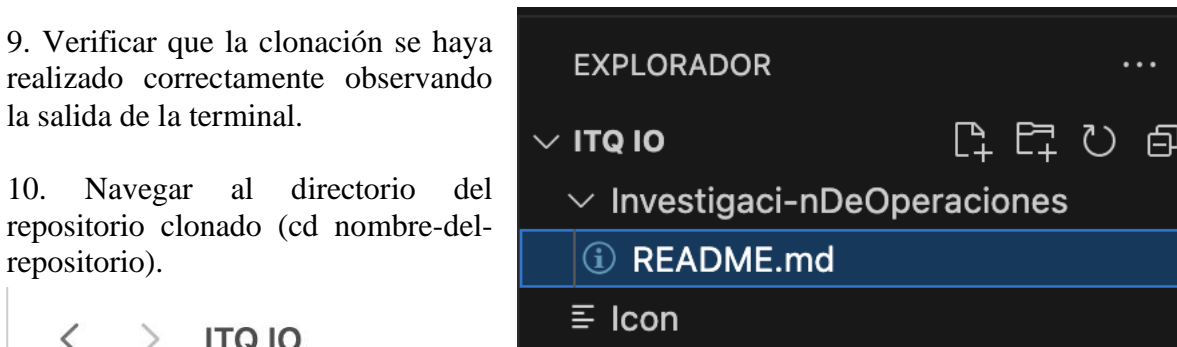 9. Verificar que la clonación se haya
realizado correctamente observando
la salida de la terminal.
10. Navegar al directorio del
repositorio clonado (cd nombre-del-
repositorio).
ITQ IO
EXPLORADOR
ITQ IO
Investigaci-nDeOperaciones
README.md
Icon